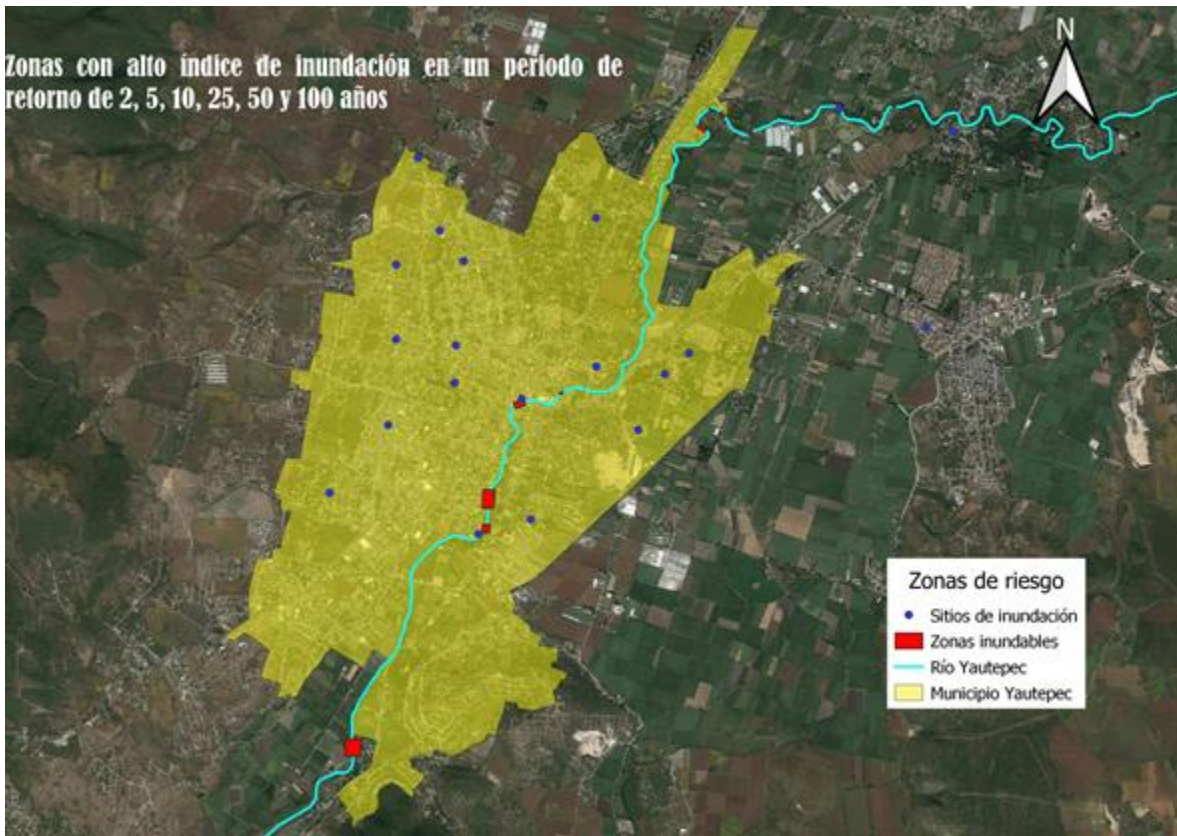 Zonas con alto índice de inundación en un periodo de
retorno de 2, 5, 10, 25, 50 y 100 años
N
Zonas de riesgo
Sitios de inundación
Zonas inundables
Río Yautepec
Municipio Yautepec